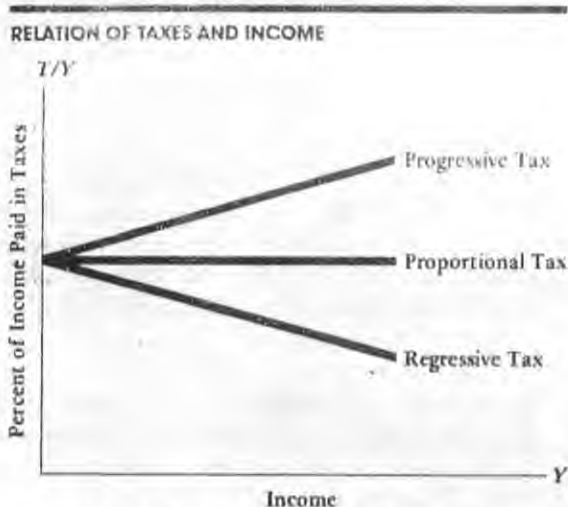 RELATION OF TAXES AND INCOME
T/Y
Percent of Income Paid in Taxes
Progressive Tax
Proportional Tax
Regressive Tax
Y
Income